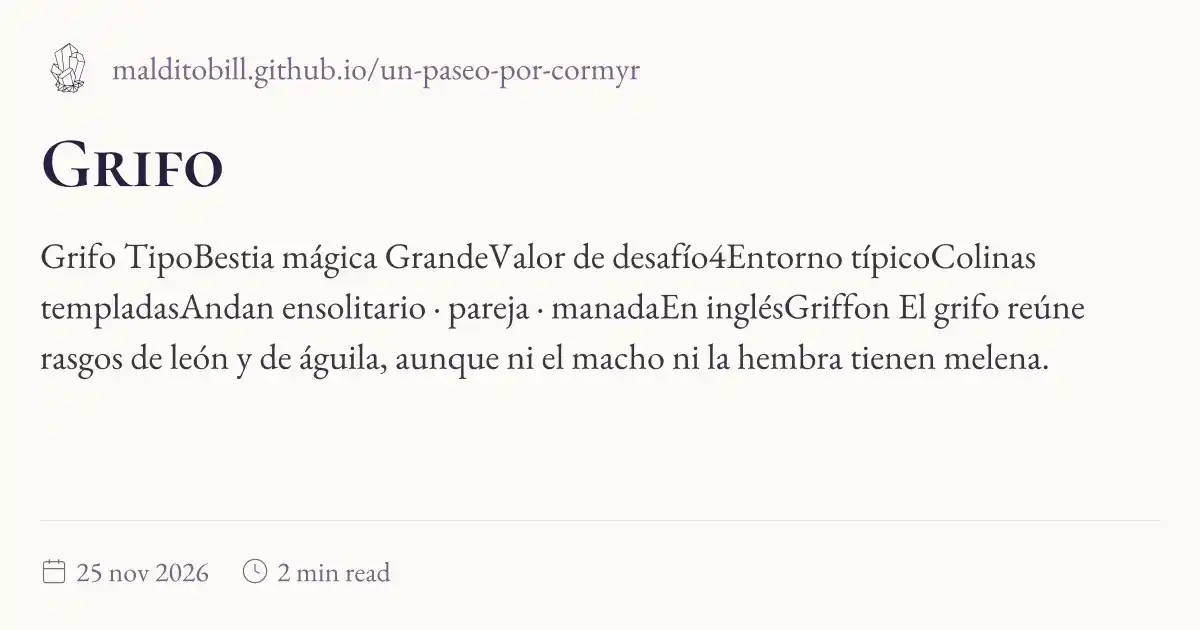 malditobill.github.io/un-paseo-por-cormyr
Grifo
Grifo TipoBestia mágica GrandeValor de desafío4Entorno típicoColinas
templadasAndan ensolitario · pareja · manadaEn inglésGriffon El grifo reúne
rasgos de león y de águila, aunque ni el macho ni la hembra tienen melena.
25 nov 2026
2 min read